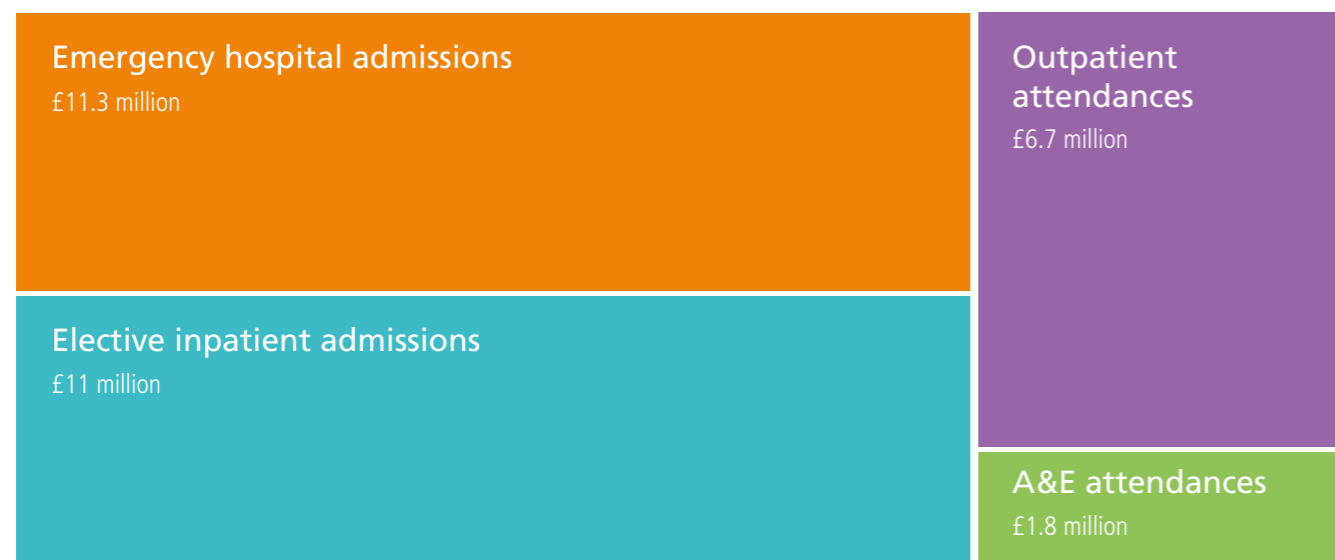 Emergency hospital admissions
£11.3 million
Elective inpatient admissions
£11 million
Outpatient
attendances
£6.7 million
A&E attendances
£1.8 million